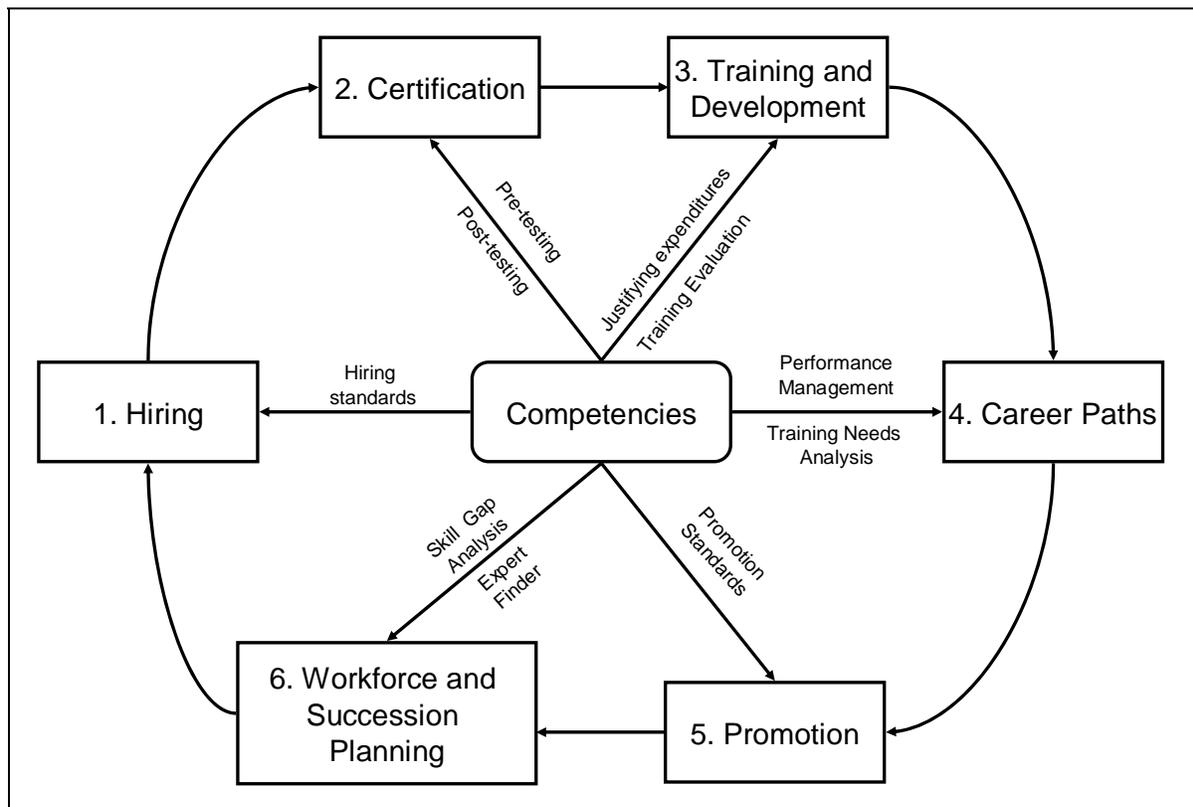 2. Certification
3. Training and
Development
Pre-testing
Post-testing
Justifying expenditures
Training Evaluation
1. Hiring
Hiring
standards
Competencies
Performance
Management
Training Needs
Analysis
4. Career Paths
Skill Gap
Analysis
Expert
Finder
Promotion
Standards
6. Workforce and
Succession
Planning
5. Promotion